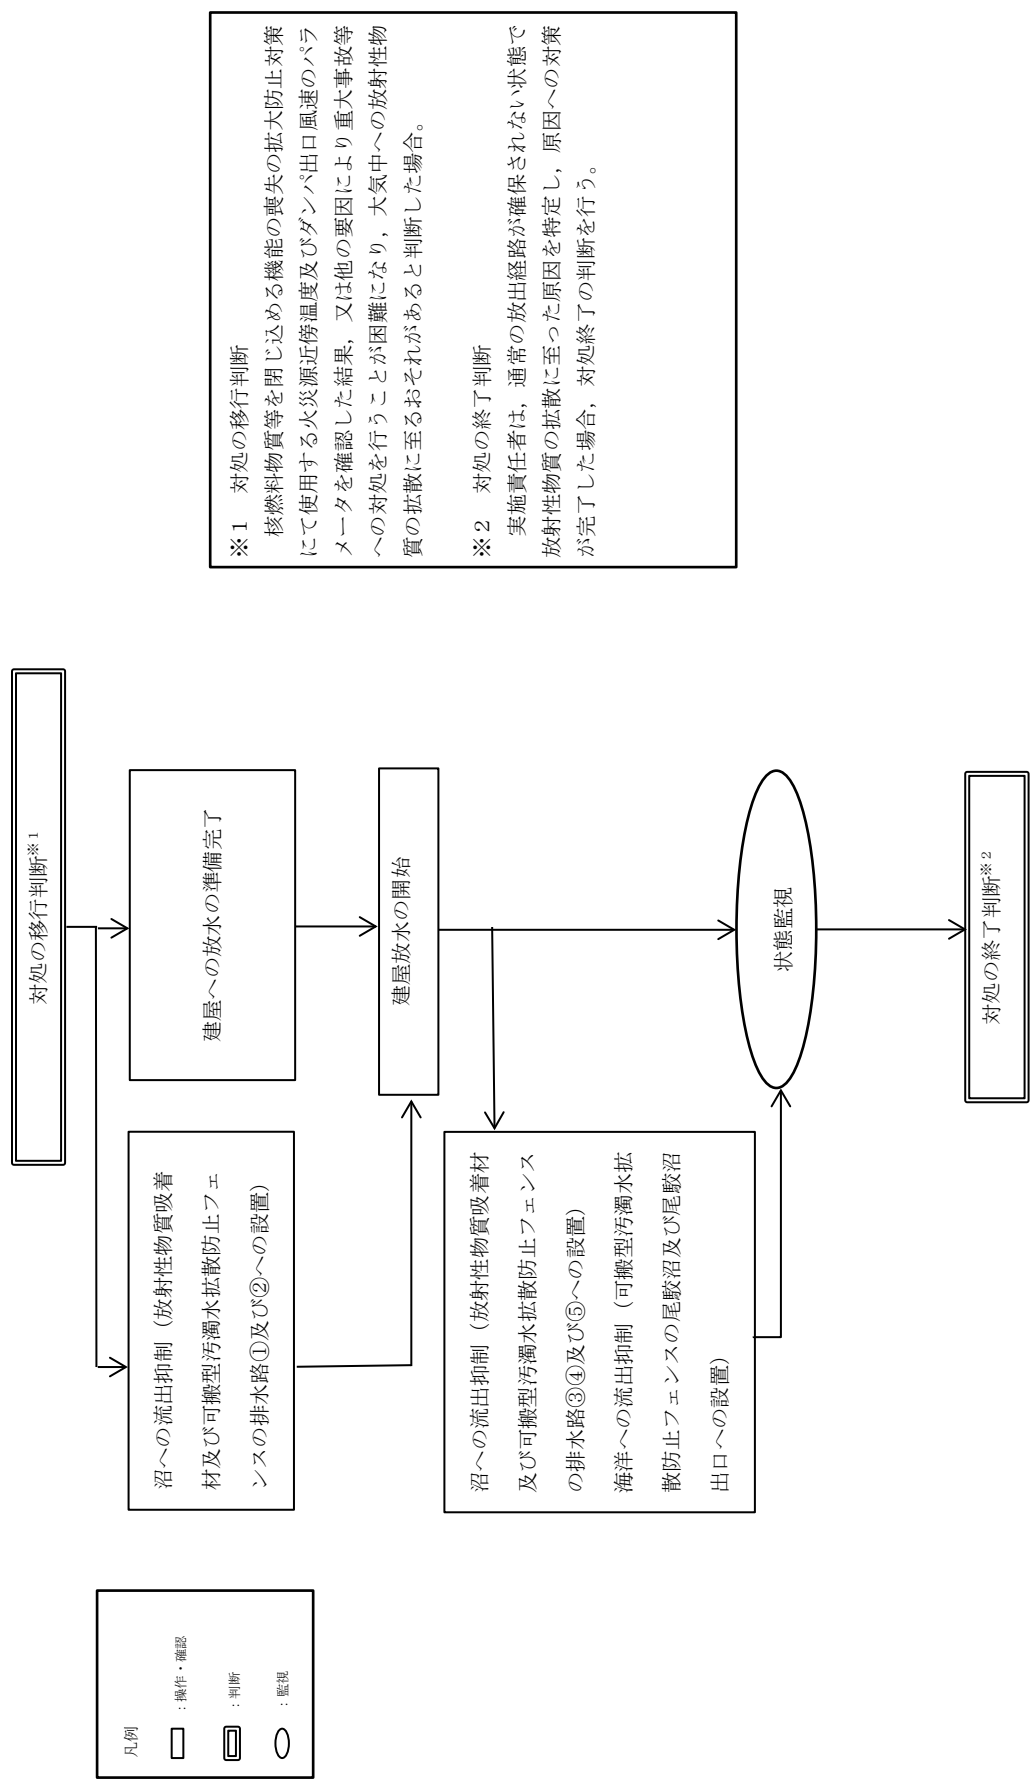 対処の移行判断※1
建屋への放水の準備完了
沼への流出抑制(放射性物質吸着
材及び可搬型汚濁水拡散防止フェ
ンスの排水路①及び②への設置)
建屋放水の開始
沼への流出抑制(放射性物質吸着材
及び可搬型汚濁水拡散防止フェンス
の排水路③④及び⑤への設置)
海洋への流出抑制(可搬型汚濁水拡
散防止フェンスの尾駮沼及び尾駮沼
出口への設置)
状態監視
対処の終了判断※2
凡例
:操作・確認
:判断
:監視
※1 対処の移行判断
核燃料物質等を閉じ込める機能の喪失の拡大防止対策
にて使用する火災源近傍温度及びダンパ出口風速のパラ
メータを確認した結果,又は他の要因により重大事故等
への対処を行うことが困難になり,大気中への放射性物
質の拡散に至るおそれがあると判断した場合。
※2 対処の終了判断
実施責任者は,通常の放出経路が確保されない状態で
放射性物質の拡散に至った原因を特定し,原因への対策
が完了した場合,対処終了の判断を行う。